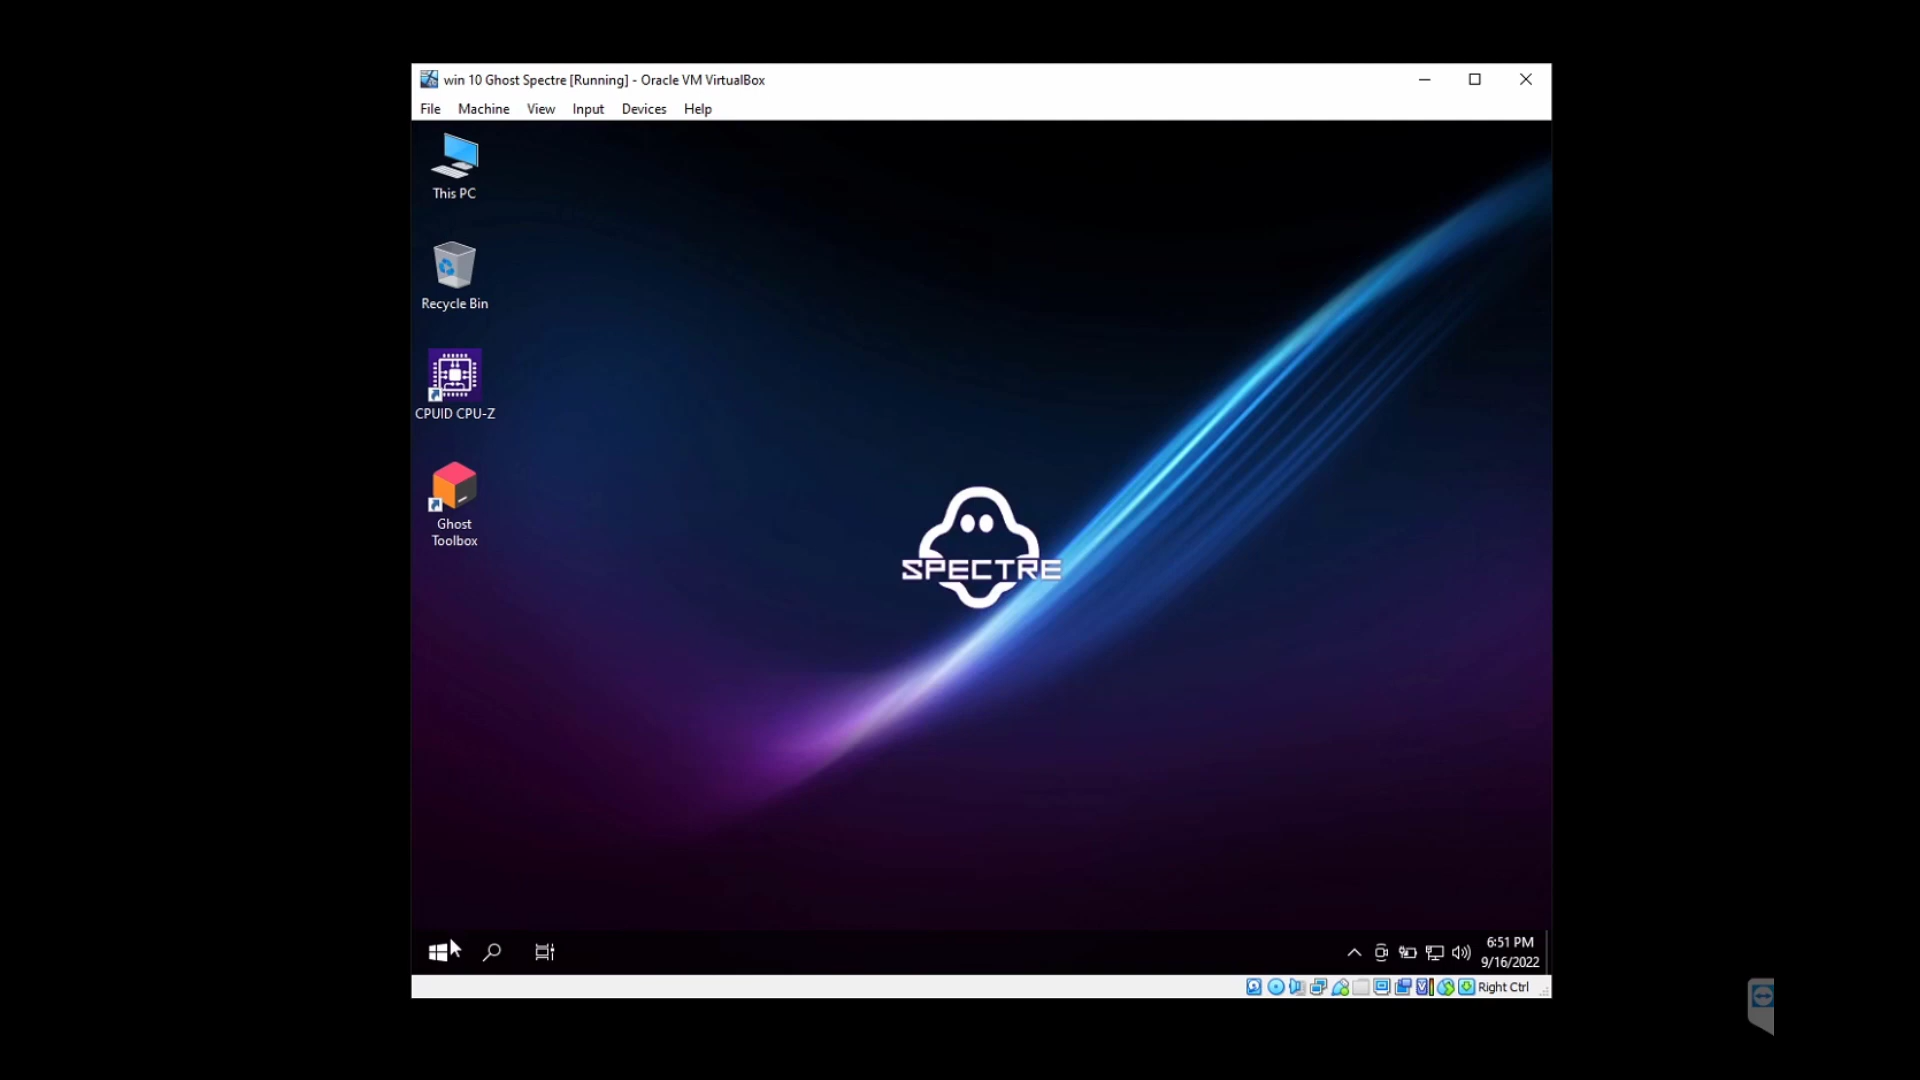 win 10 Ghost Spectre [Running] - Oracle VM VirtualBox
File Machine View Input Devices Help
This PC
Recycle Bin
CPUID CPU-Z
Ghost
Toolbox
SPECTRE
6:51 PM
9/16/2022
Right Ctrl